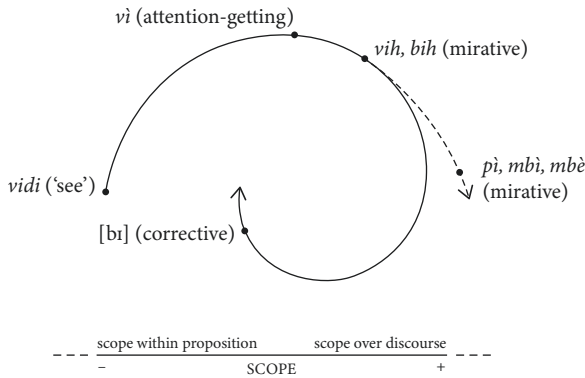 vì (attention-getting)
vih, bih (mirative)
pì, mbì, mbè
(mirative)
vidi (‘see’)
[bɪ] (corrective)
scope within proposition scope over discourse
– SCOPE +